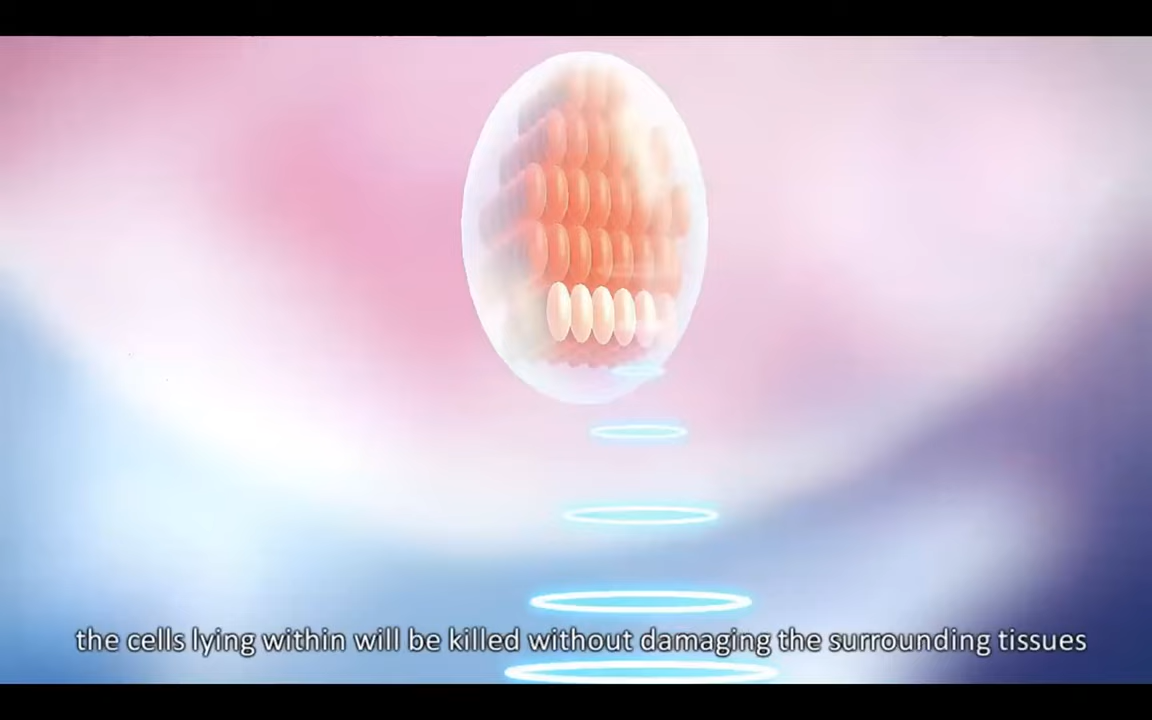 the cells lying within will be killed without damaging the surrounding tissues